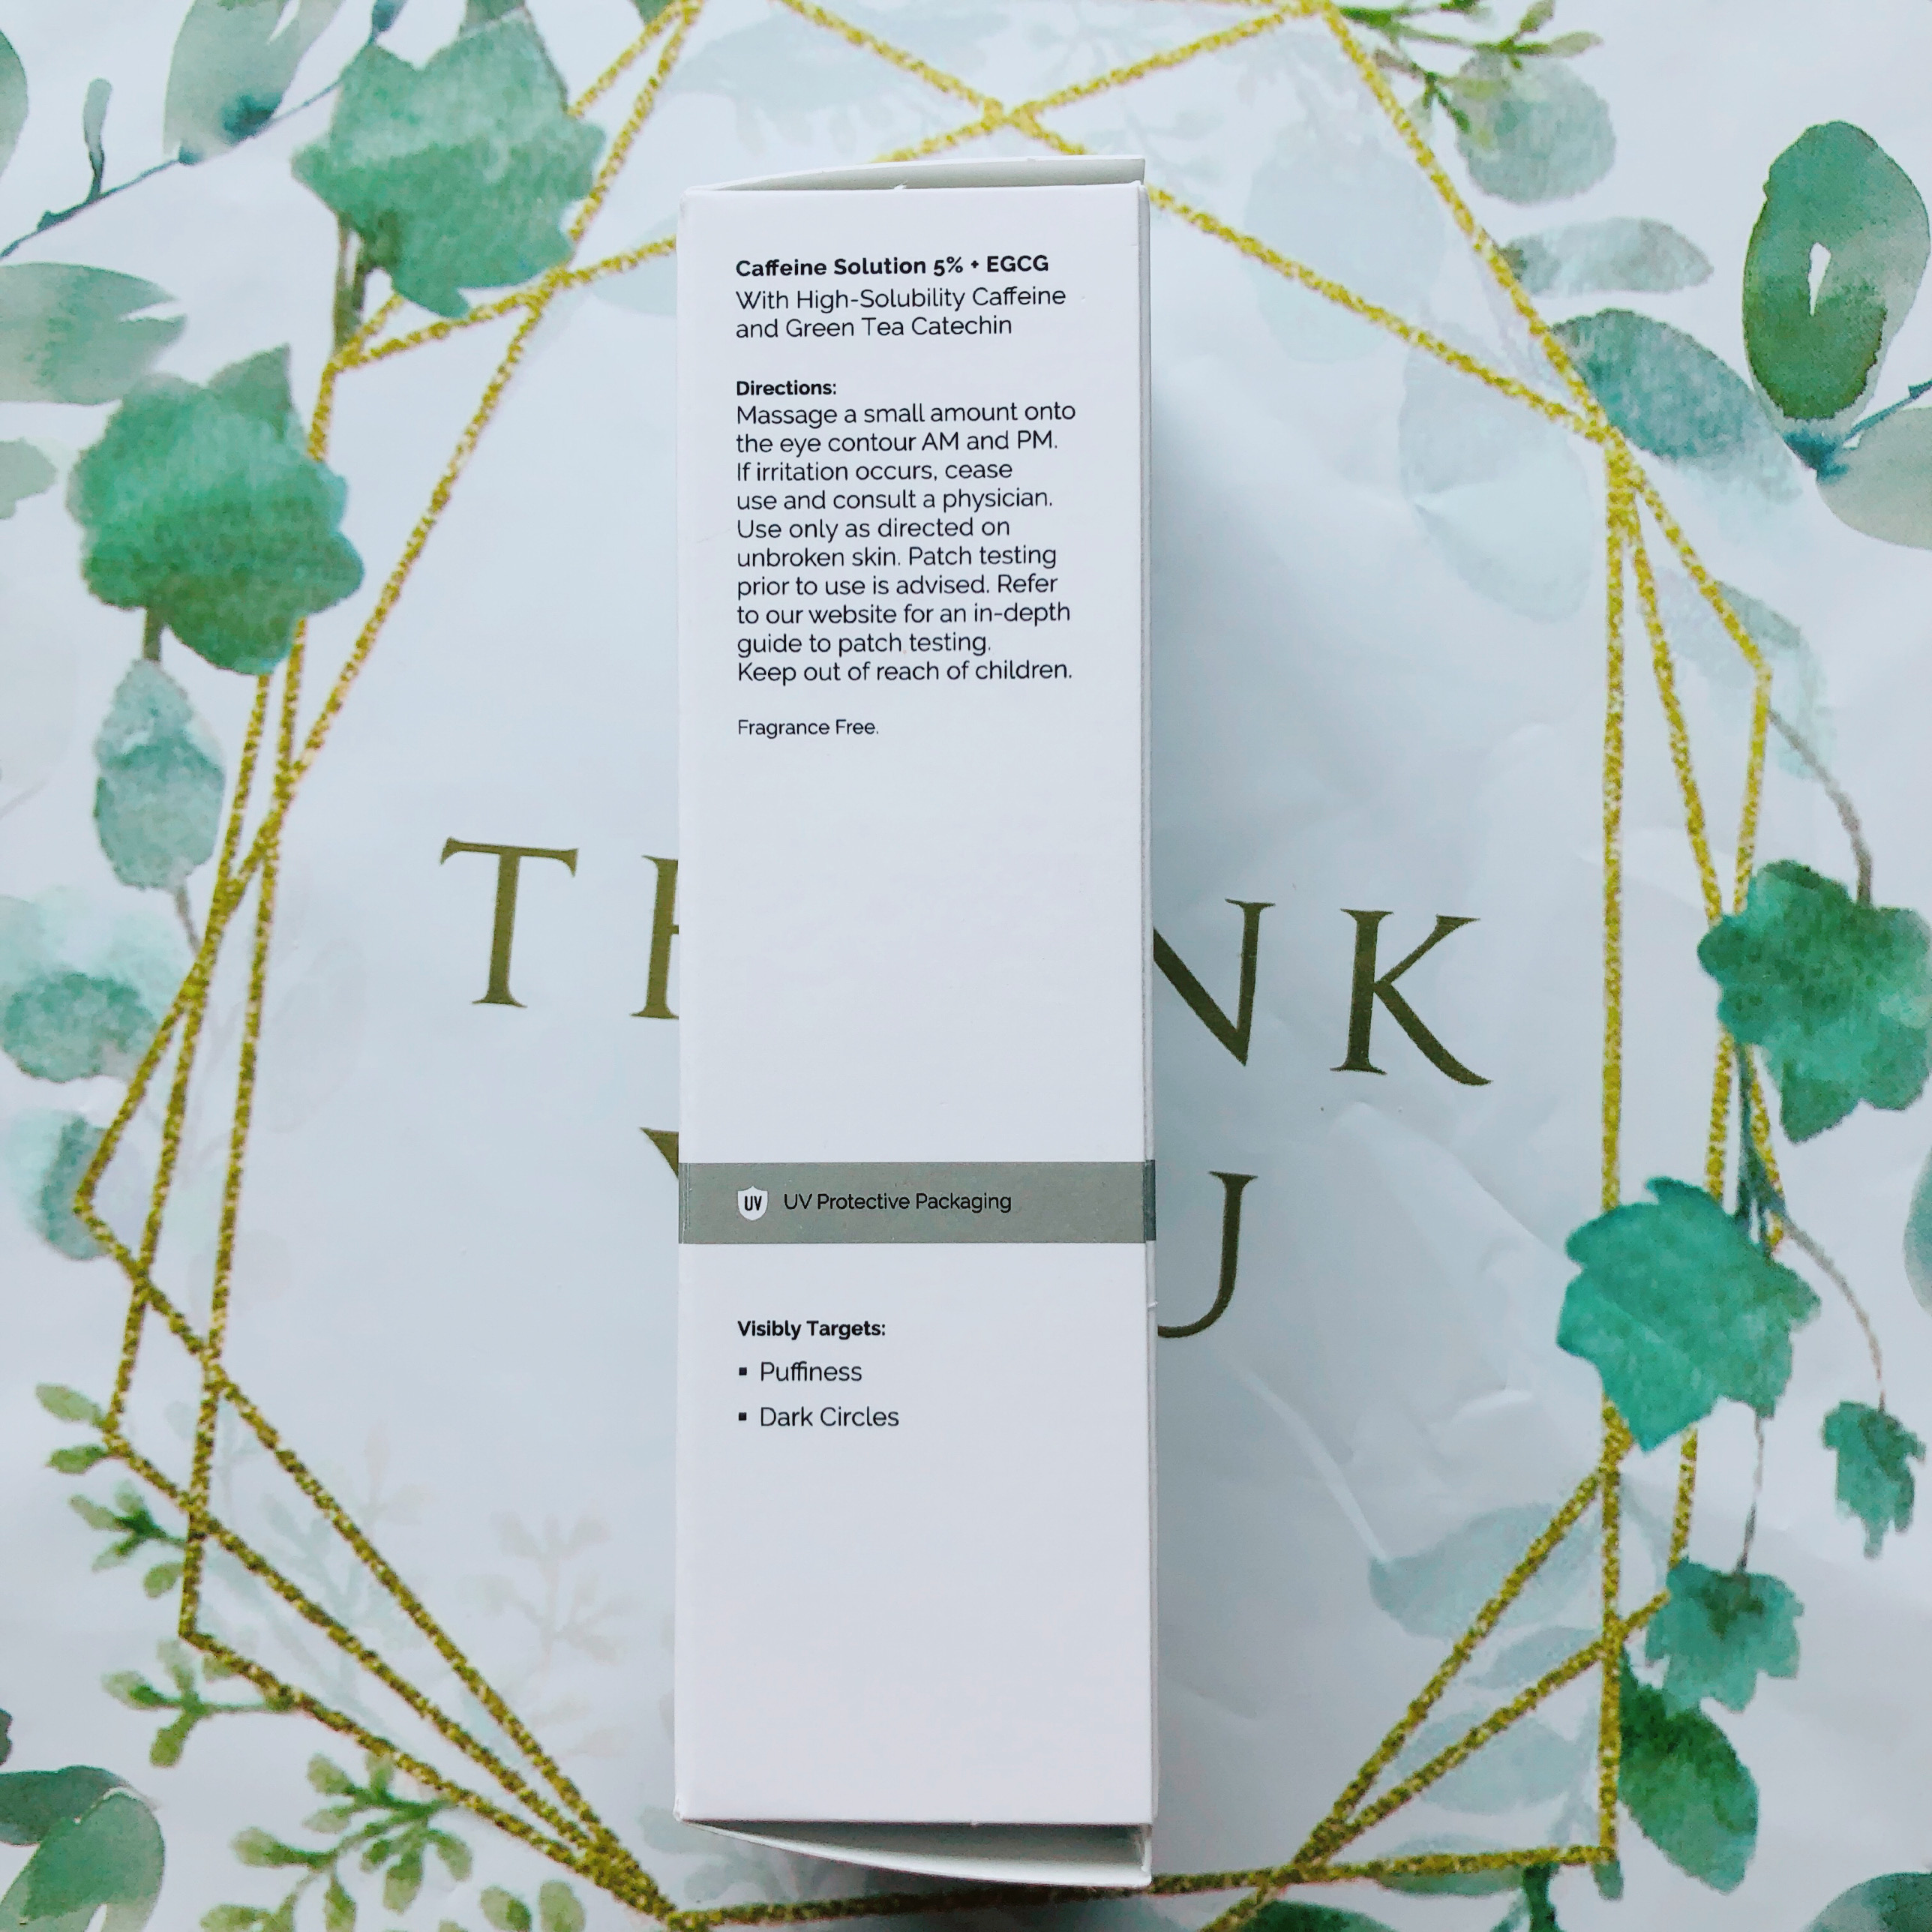 Caffeine Solution 5% + EGCG
With High-Solubility Caffeine
and Green Tea Catechin
Directions:
Massage a small amount onto
the eye contour AM and PM.
If irritation occurs, cease
use and consult a physician.
Use only as directed on
unbroken skin. Patch testing
prior to use is advised. Refer
to our website for an in-depth
guide to patch testing.
Keep out of reach of children.
Fragrance Free.
T NK
U
UV UV Protective Packaging
Visibly Targets:
▪ Puffiness
▪ Dark Circles